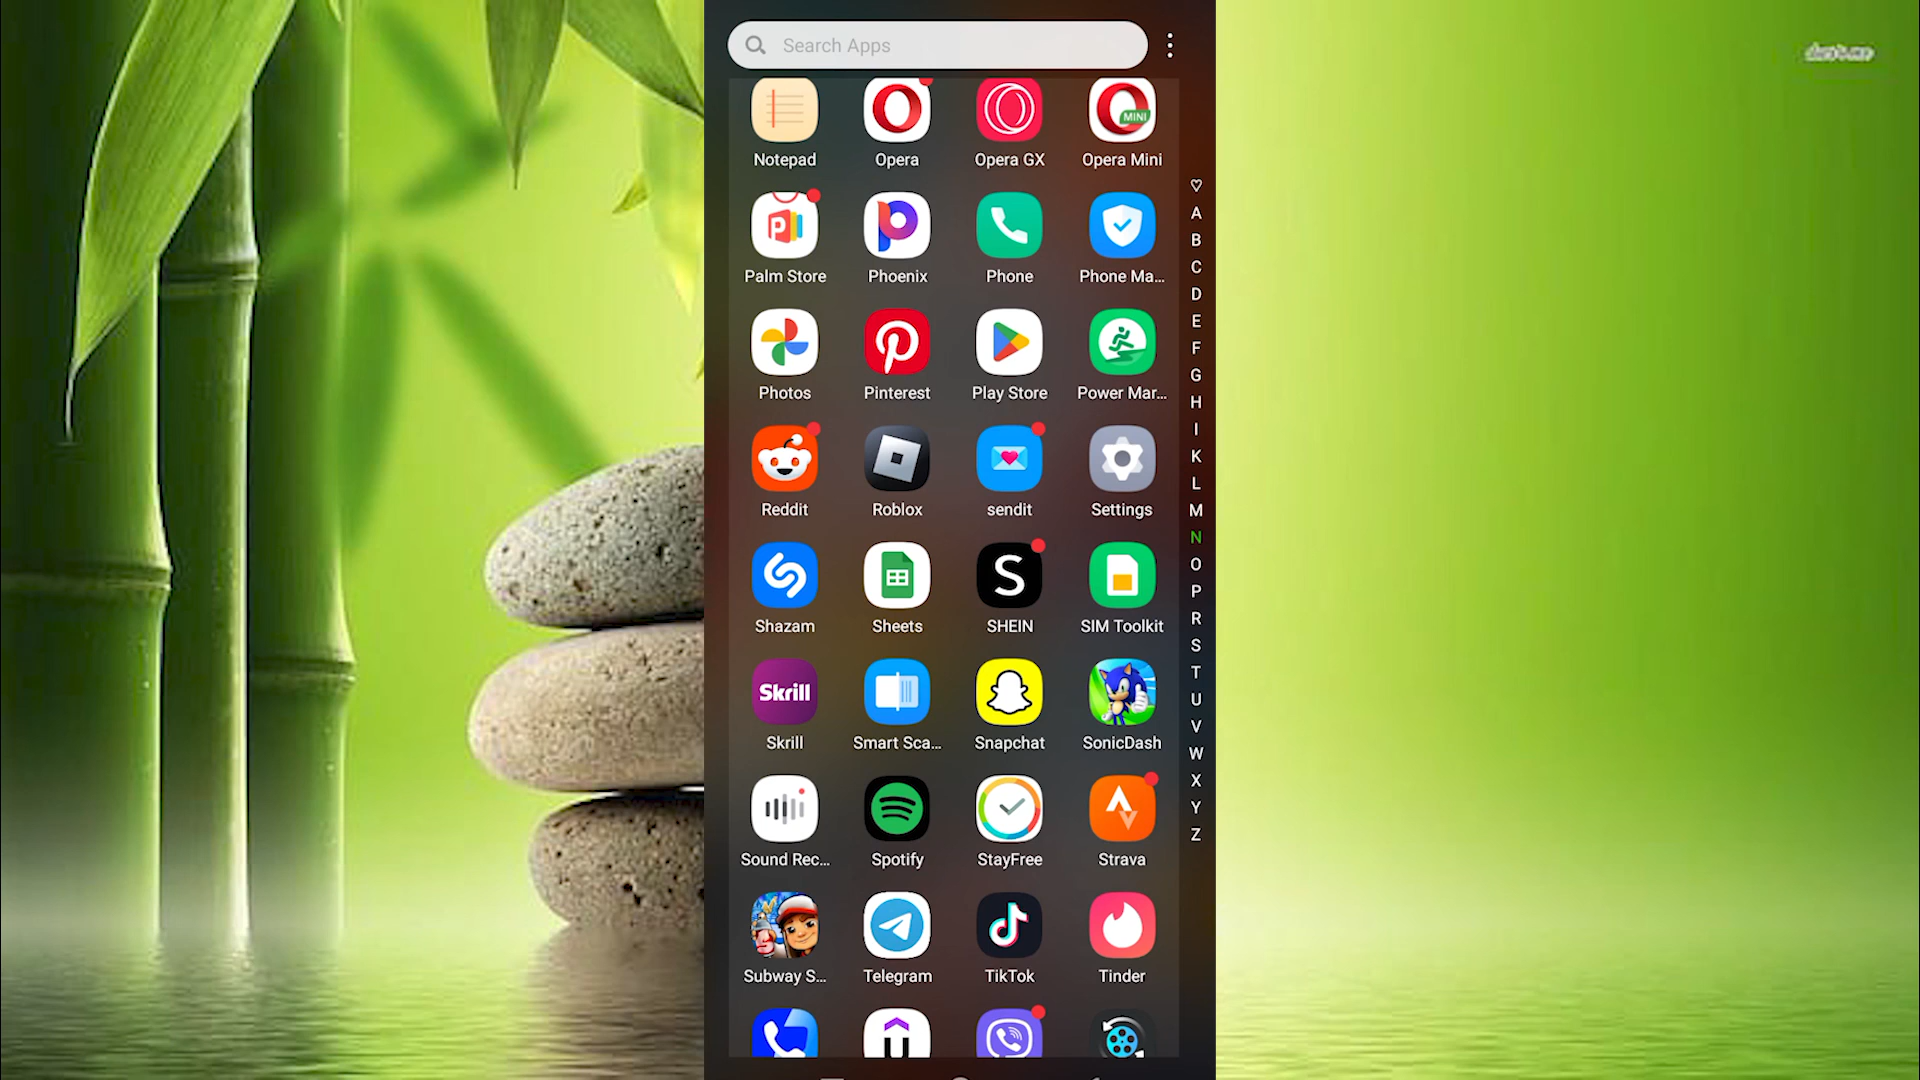 Search Apps
MINI
Notepad Opera Opera GX Opera Mini
Palm Store Phoenix Phone Phone Ma...
Photos Pinterest Play Store Power Mar...
Reddit Roblox sendit Settings
Shazam Sheets SHEIN SIM Toolkit
Skrill
Skrill Smart Sca... Snapchat SonicDash
Sound Rec... Spotify StayFree Strava
Subway S... Telegram TikTok Tinder
A
B
C
D
E
F
G
H
I
K
L
M
N
O
P
R
S
T
U
V
W
X
Y
Z